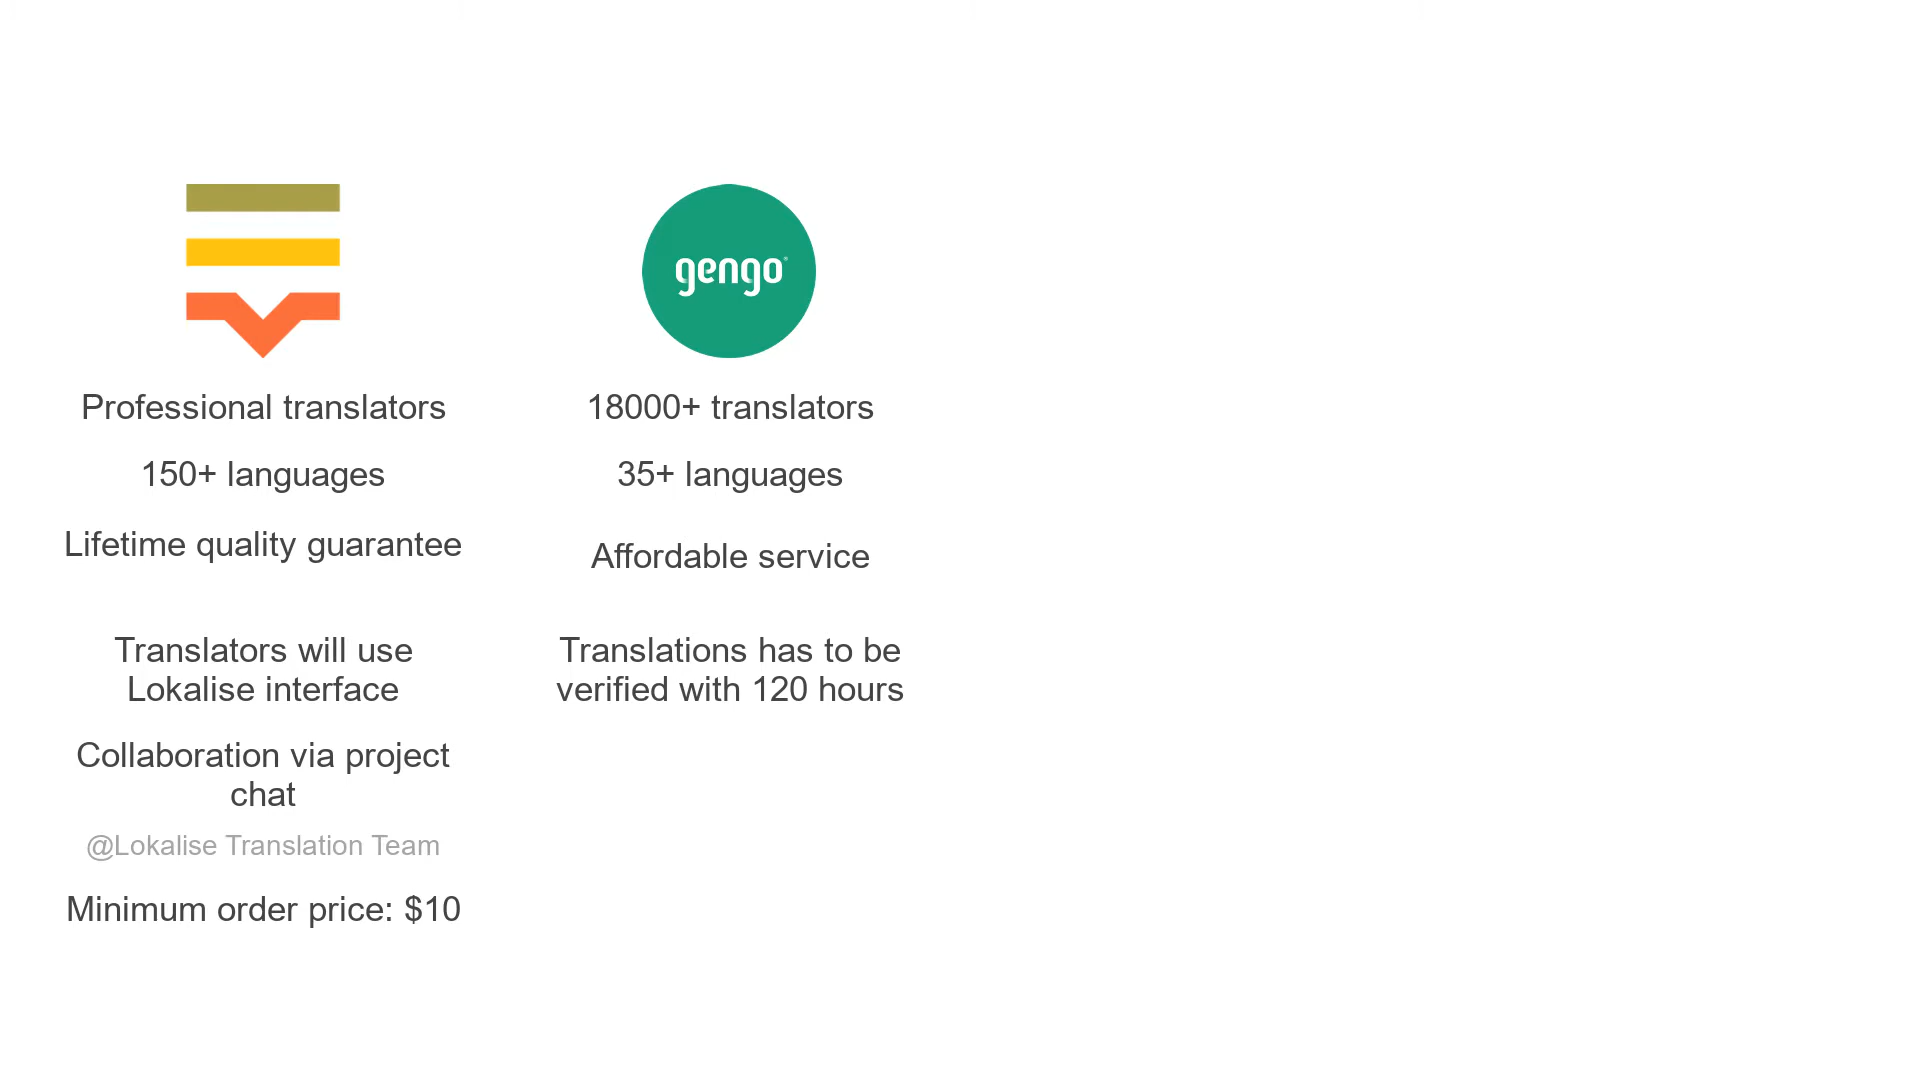 Professional translators
150+ languages
Lifetime quality guarantee
Translators will use
Lokalise interface
Collaboration via project
chat
@Lokalise Translation Team
Minimum order price: $10
gengo
18000+ translators
35+ languages
Affordable service
Translations has to be
verified with 120 hours